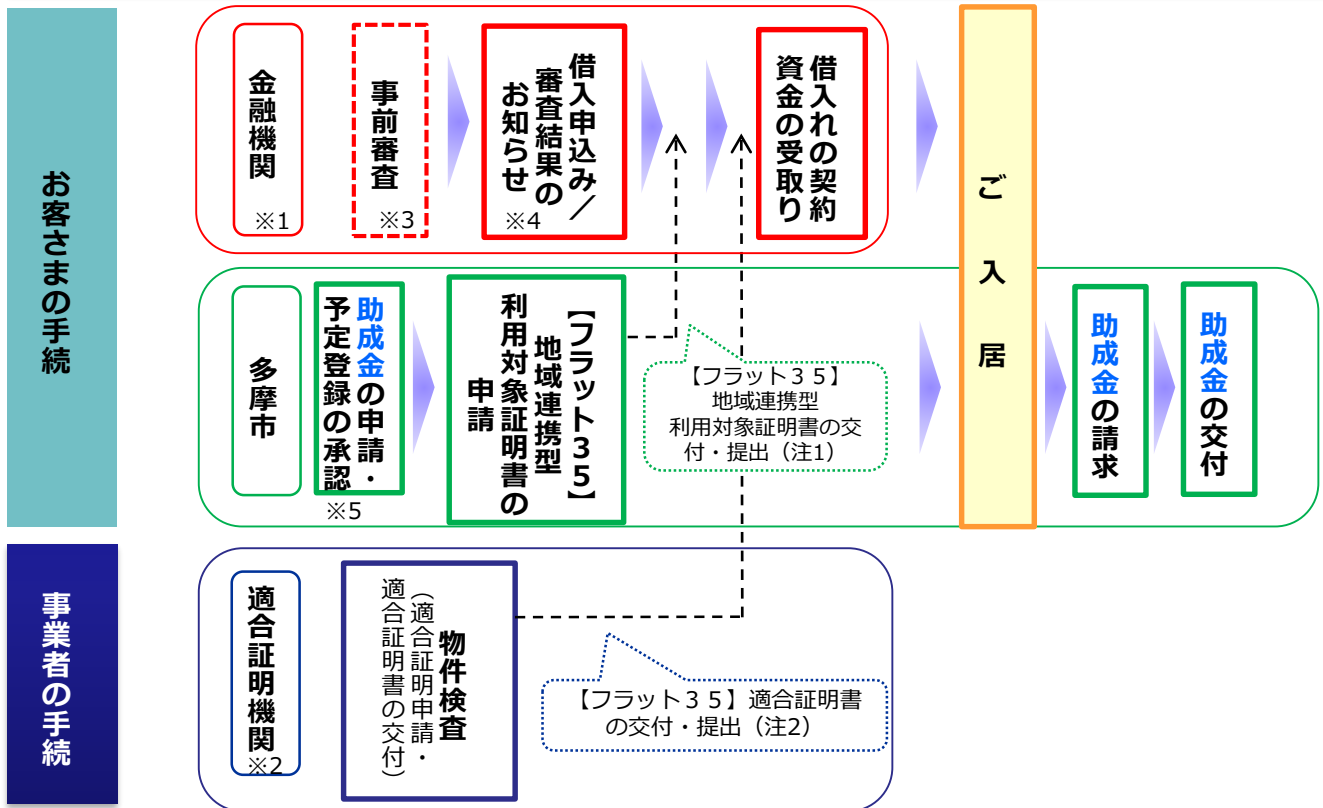 お客さまの手続
金融機関
※1
事前審査
※3
借入申込み／
審査結果の
お知らせ
※4
借入れの契約
資金の受取り
ご入居
多摩市
助成金の申請・
予定登録の承認
※5
【フラット35】
地域連携型
利用対象証明書の
申請
【フラット３５】
地域連携型
利用対象証明書の交
付・提出（注1）
助成金の請求
助成金の交付
事業者の手続
適合証明機関
※2
物件検査
（適合証明申請・
適合証明書の交付）
【フラット３５】適合証明書
の交付・提出（注2）